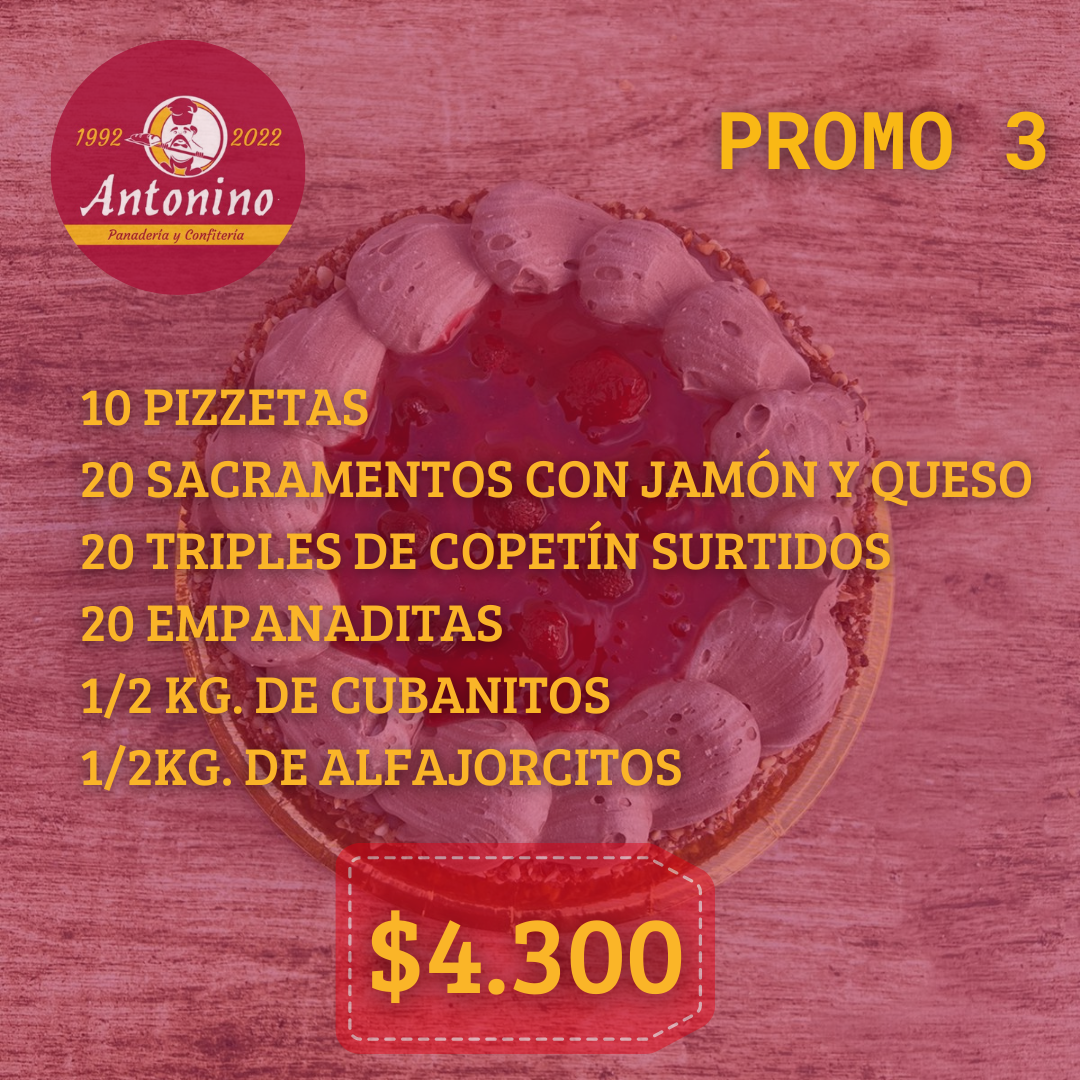 1992 2022
Antonino
Panadería y Confitería
PROMO 3
10 PIZZETAS
20 SACRAMENTOS CON JAMÓN Y QUESO
20 TRIPLES DE COPETÍN SURTIDOS
20 EMPANADITAS
1/2 KG. DE CUBANITOS
1/2KG. DE ALFAJORCITOS
$4.300